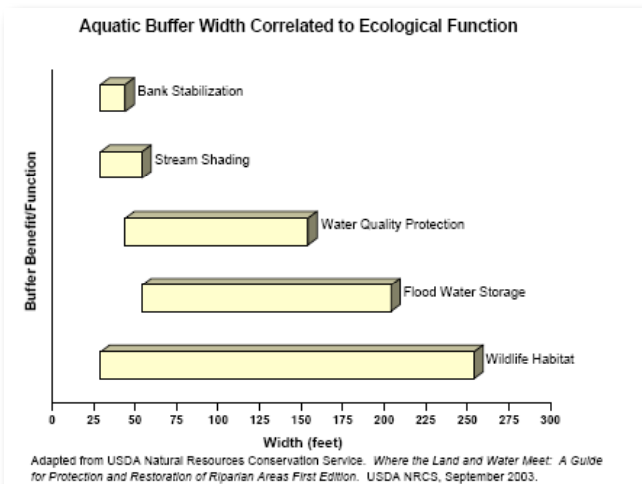 Aquatic Buffer Width Correlated to Ecological Function
Buffer Benefit/Function
Bank Stabilization
Stream Shading
Water Quality Protection
Flood Water Storage
Wildlife Habitat
0 25 50 75 100 125 150 175 200 225 250 275 300
Width (feet)
Adapted from USDA Natural Resources Conservation Service. Where the Land and Water Meet: A Guide
for Protection and Restoration of Riparian Areas First Edition. USDA NRCS, September 2003.